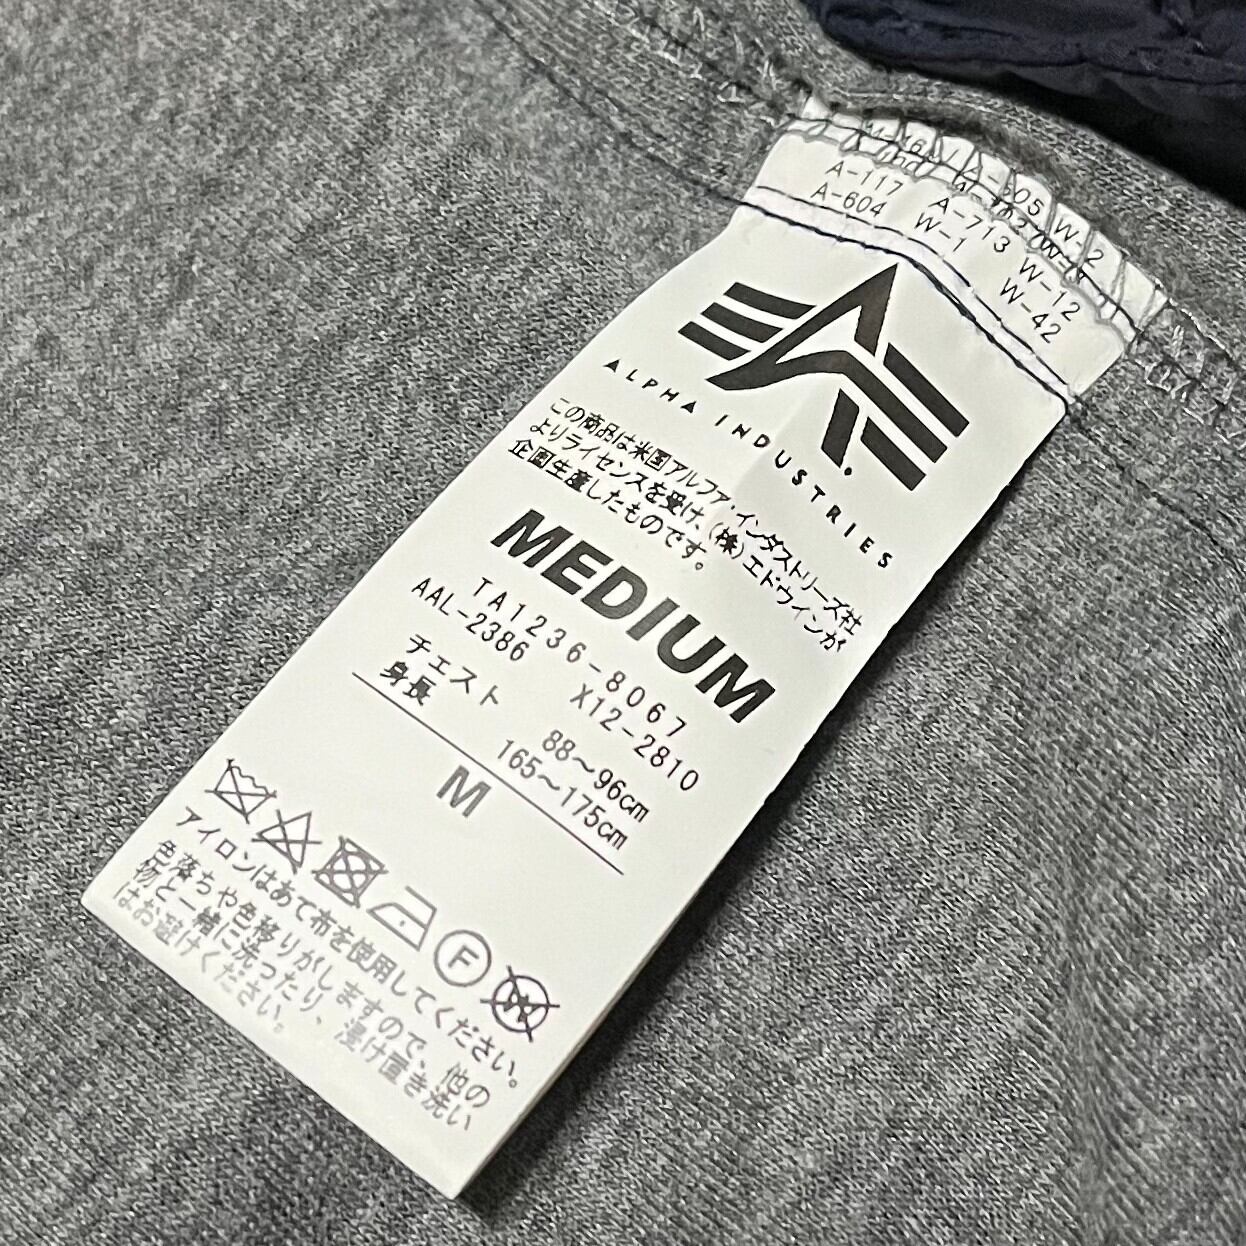 A-117 A-713 W-12
A-604 W-1 W-42
ALPHA INDUSTRIES
この商品は米国アルファ・インダストリーズ社
よりライセンスを受け、(株)エドウィンが
企画生産したものです。
MEDIUM
TA1236-8067
AAL-2386 X12-2810
チェスト 88～96cm
身長 165～175cm
M
F
アイロンはあて布を使用してください。
色落ちや色移りがしますので、他の
物と一緒に洗ったり、浸け置き洗い
はお避けください。